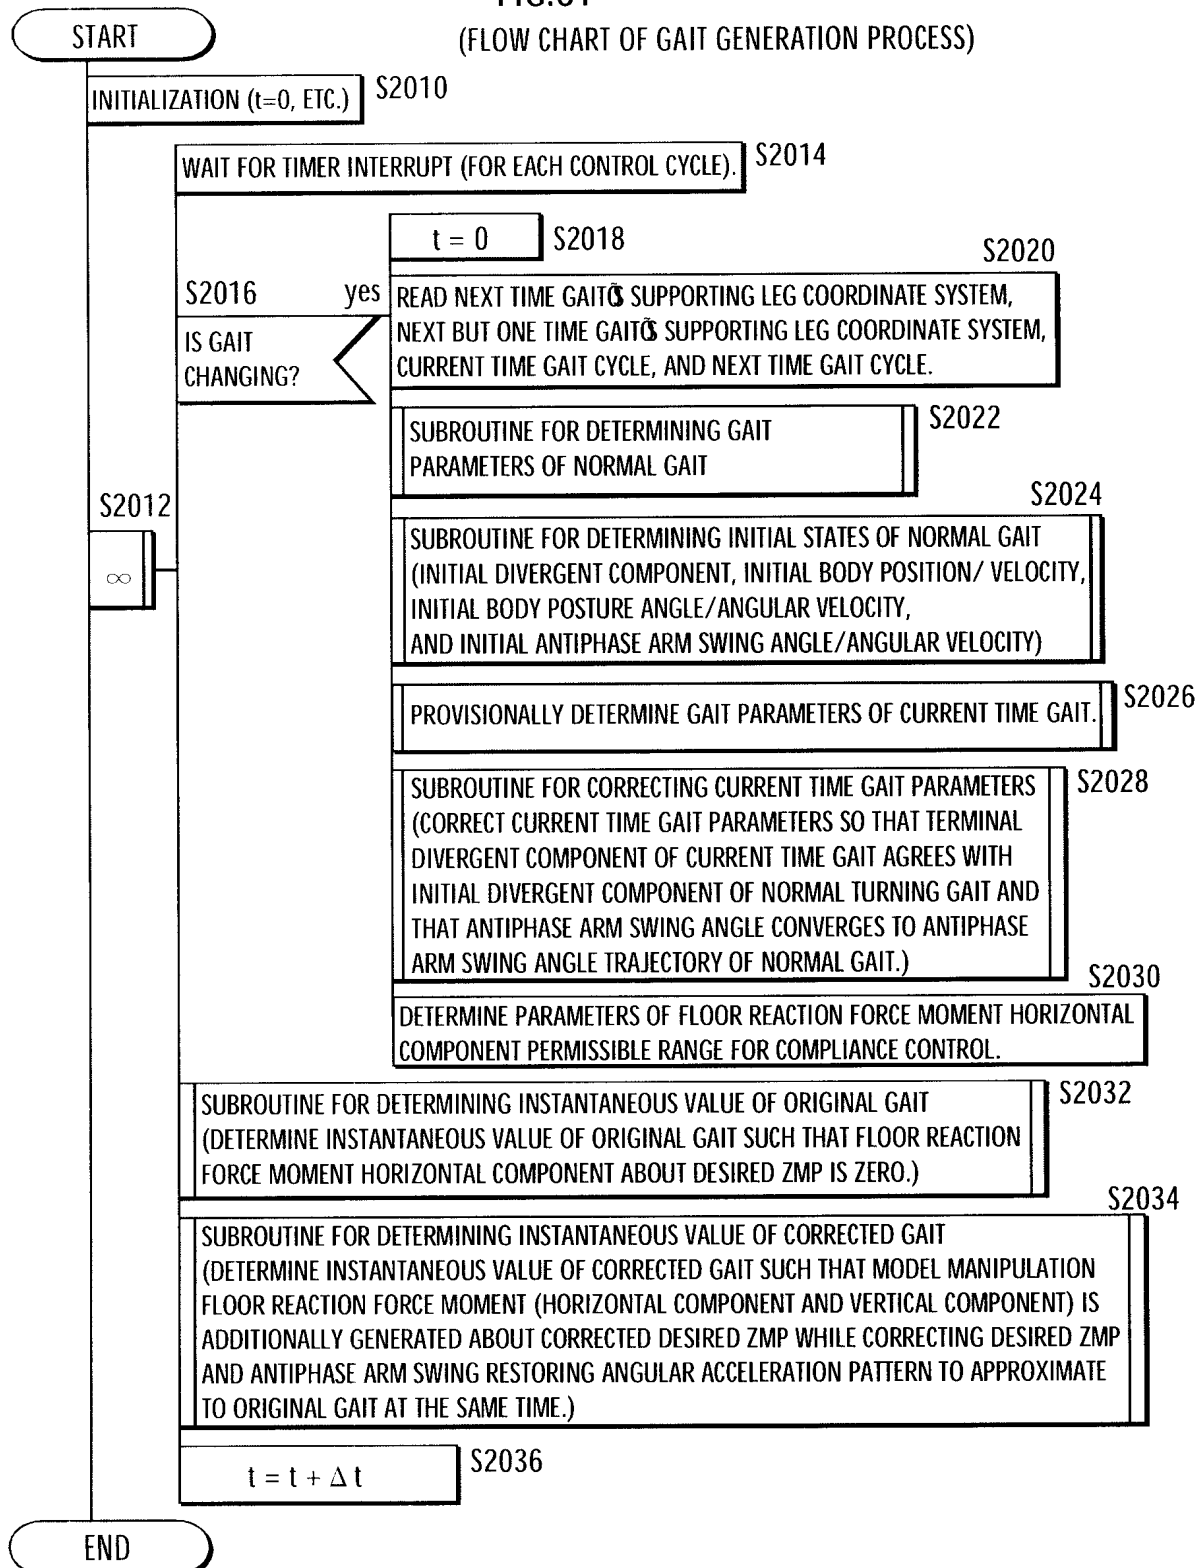 START
(FLOW CHART OF GAIT GENERATION PROCESS)
INITIALIZATION (t=0, ETC.)
S2010
WAIT FOR TIMER INTERRUPT (FOR EACH CONTROL CYCLE).
S2014
t = 0
S2018
S2020
S2016
yes
READ NEXT TIME GAITÕS SUPPORTING LEG COORDINATE SYSTEM,
NEXT BUT ONE TIME GAITÕS SUPPORTING LEG COORDINATE SYSTEM,
CURRENT TIME GAIT CYCLE, AND NEXT TIME GAIT CYCLE.
IS GAIT
CHANGING?
SUBROUTINE FOR DETERMINING GAIT
PARAMETERS OF NORMAL GAIT
S2022
S2012
∞
S2024
SUBROUTINE FOR DETERMINING INITIAL STATES OF NORMAL GAIT
(INITIAL DIVERGENT COMPONENT, INITIAL BODY POSITION/ VELOCITY,
INITIAL BODY POSTURE ANGLE/ANGULAR VELOCITY,
AND INITIAL ANTIPHASE ARM SWING ANGLE/ANGULAR VELOCITY)
S2026
PROVISIONALLY DETERMINE GAIT PARAMETERS OF CURRENT TIME GAIT.
SUBROUTINE FOR CORRECTING CURRENT TIME GAIT PARAMETERS
(CORRECT CURRENT TIME GAIT PARAMETERS SO THAT TERMINAL
DIVERGENT COMPONENT OF CURRENT TIME GAIT AGREES WITH
INITIAL DIVERGENT COMPONENT OF NORMAL TURNING GAIT AND
THAT ANTIPHASE ARM SWING ANGLE CONVERGES TO ANTIPHASE
ARM SWING ANGLE TRAJECTORY OF NORMAL GAIT.)
S2028
S2030
DETERMINE PARAMETERS OF FLOOR REACTION FORCE MOMENT HORIZONTAL
COMPONENT PERMISSIBLE RANGE FOR COMPLIANCE CONTROL.
SUBROUTINE FOR DETERMINING INSTANTANEOUS VALUE OF ORIGINAL GAIT
(DETERMINE INSTANTANEOUS VALUE OF ORIGINAL GAIT SUCH THAT FLOOR REACTION
FORCE MOMENT HORIZONTAL COMPONENT ABOUT DESIRED ZMP IS ZERO.)
S2032
S2034
SUBROUTINE FOR DETERMINING INSTANTANEOUS VALUE OF CORRECTED GAIT
(DETERMINE INSTANTANEOUS VALUE OF CORRECTED GAIT SUCH THAT MODEL MANIPULATION
FLOOR REACTION FORCE MOMENT (HORIZONTAL COMPONENT AND VERTICAL COMPONENT) IS
ADDITIONALLY GENERATED ABOUT CORRECTED DESIRED ZMP WHILE CORRECTING DESIRED ZMP
AND ANTIPHASE ARM SWING RESTORING ANGULAR ACCELERATION PATTERN TO APPROXIMATE
TO ORIGINAL GAIT AT THE SAME TIME.)
t = t + Δ t
S2036
END